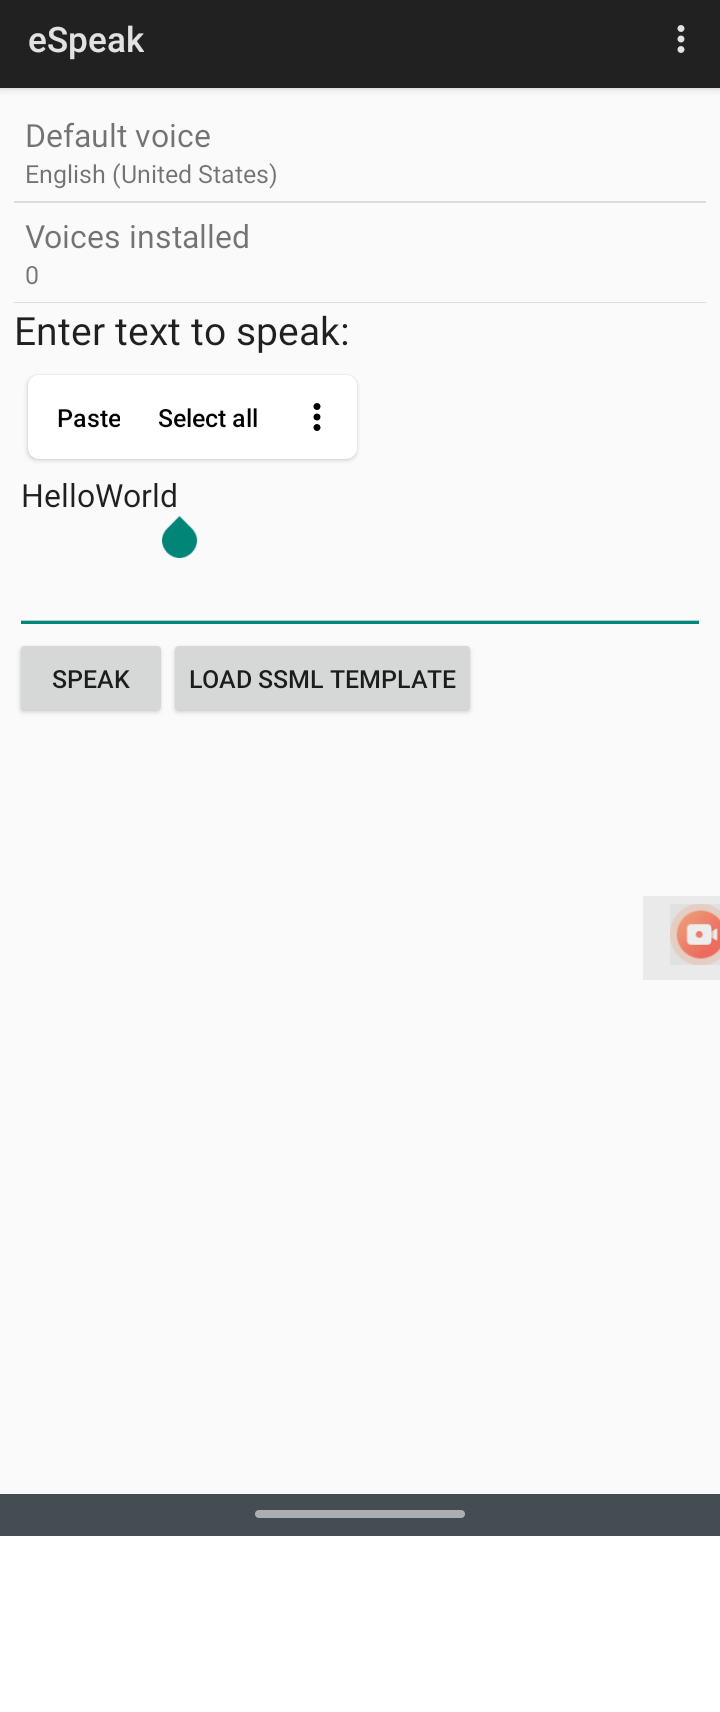 eSpeak
Default voice
English (United States)
Voices installed
0
Enter text to speak:
Paste Select all
HelloWorld
SPEAK LOAD SSML TEMPLATE